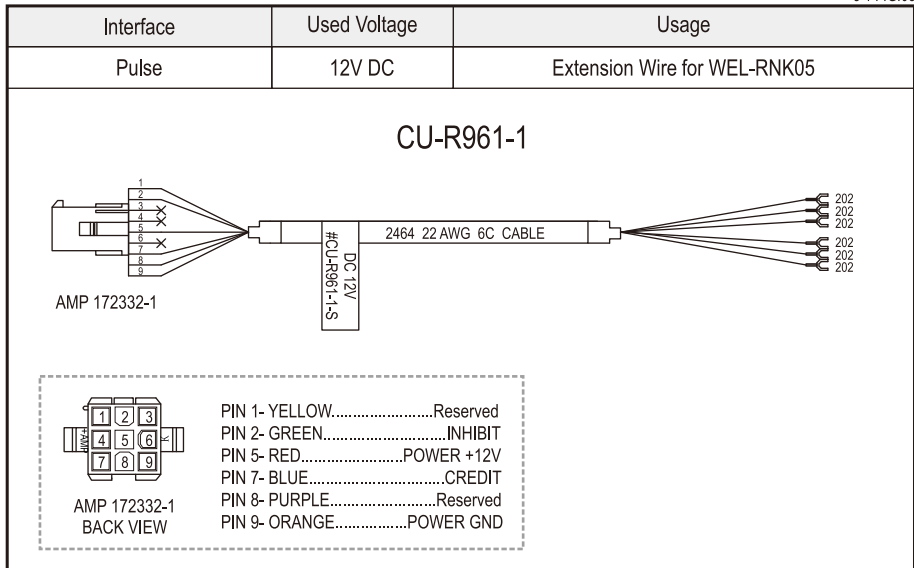 Interface Used Voltage Usage
Pulse 12V DC Extension Wire for WEL-RNK05
CU-R961-1
1
2
3
4
5
6
7
8
9
AMP 172332-1
#CU-R961-1-S
DC 12V
2464 22 AWG 6C CABLE
202
202
202
202
202
202
1 2 3
4 5 6
7 8 9
AMP
K
AMP 172332-1
BACK VIEW
PIN 1- YELLOW........................Reserved
PIN 2- GREEN............................INHIBIT
PIN 5- RED.................POWER +12V
PIN 7- BLUE................................CREDIT
PIN 8- PURPLE.........................Reserved
PIN 9- ORANGE.................POWER GND